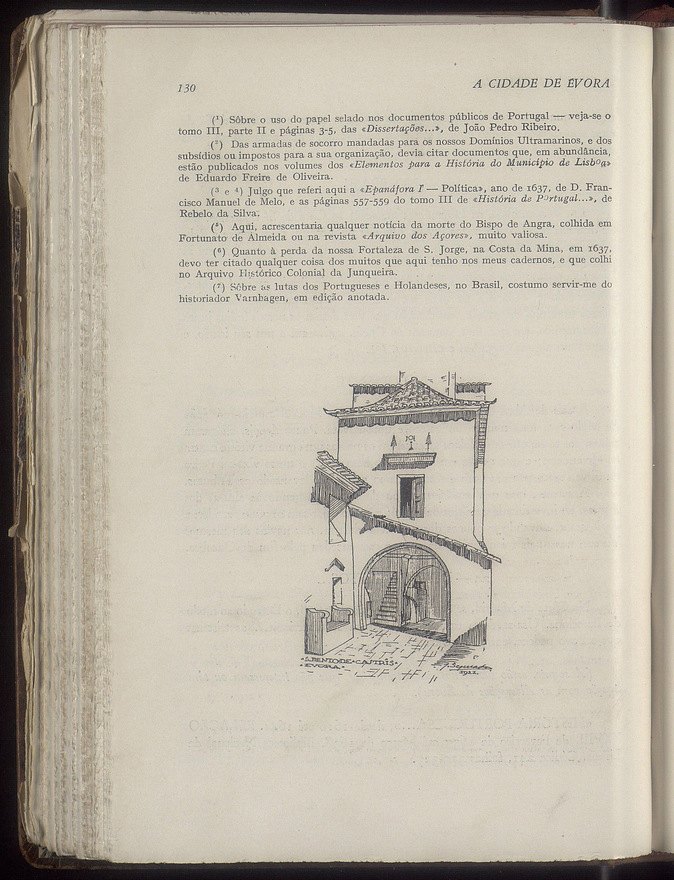 130
A CIDADE DE ÉVORA
(¹) Sôbre o uso do papel selado nos documentos públicos de Portugal — veja-se o
tomo III, parte II e páginas 3-5, das «Dissertações...», de João Pedro Ribeiro.
(²) Das armadas de socorro mandadas para os nossos Domínios Ultramarinos, e dos
subsídios ou impostos para a sua organização, devia citar documentos que, em abundância,
estão publicados nos volumes dos «Elementos para a História do Município de Lisboa»
de Eduardo Freire de Oliveira.
(³ e ⁴) Julgo que referi aqui a «Epanáfora I — Política», ano de 1637, de D. Fran-
cisco Manuel de Melo, e as páginas 557-559 do tomo III de «História de Portugal...», de
Rebelo da Silva.
(⁵) Aqui, acrescentaria qualquer notícia da morte do Bispo de Angra, colhida em
Fortunato de Almeida ou na revista «Arquivo dos Açores», muito valiosa.
(⁶) Quanto à perda da nossa Fortaleza de S. Jorge, na Costa da Mina, em 1637,
devo ter citado qualquer coisa dos muitos que aqui tenho nos meus cadernos, e que colhi
no Arquivo Histórico Colonial da Junqueira.
(⁷) Sôbre as lutas dos Portugueses e Holandeses, no Brasil, costumo servir-me do
historiador Varnhagen, em edição anotada.
·S.BENTO·DE·CASTRIS·
·EVORA·
1922.